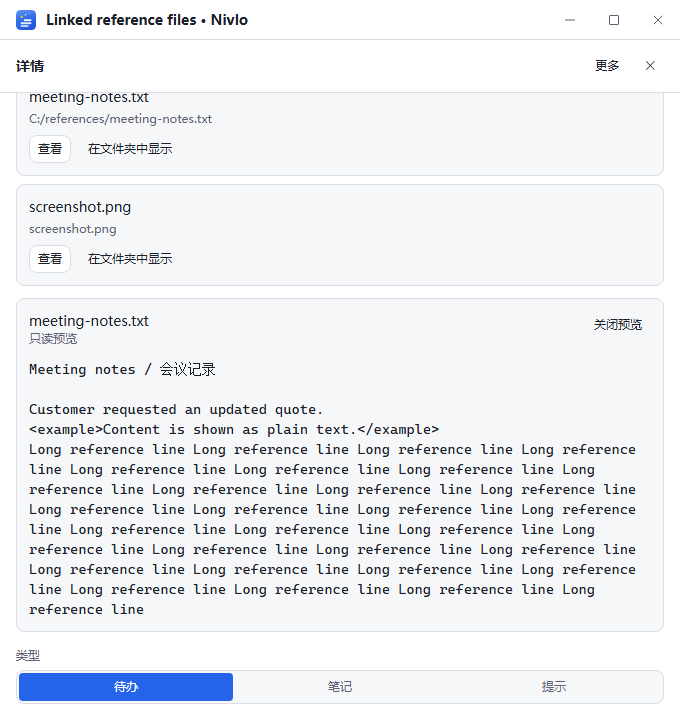 Linked reference files • Nivlo
详情
更多
meeting-notes.txt
C:/references/meeting-notes.txt
查看
在文件夹中显示
screenshot.png
screenshot.png
查看
在文件夹中显示
meeting-notes.txt
关闭预览
只读预览
Meeting notes / 会议记录
Customer requested an updated quote.
<example>Content is shown as plain text.</example>
Long reference line Long reference line Long reference line Long reference
line Long reference line Long reference line Long reference line Long
reference line Long reference line Long reference line Long reference line
Long reference line Long reference line Long reference line Long reference
line Long reference line Long reference line Long reference line Long
reference line Long reference line Long reference line Long reference line
Long reference line Long reference line Long reference line Long reference
line Long reference line Long reference line Long reference line Long
reference line
类型
待办
笔记
提示